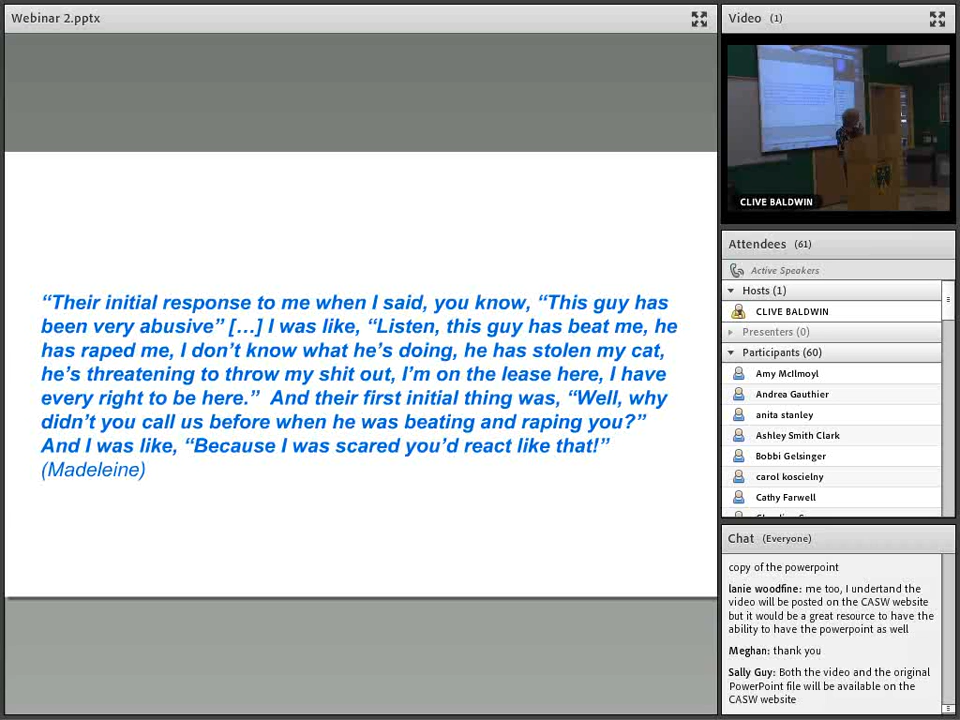 Webinar 2.pptx
“Their initial response to me when I said, you know, “This guy has
been very abusive” […] I was like, “Listen, this guy has beat me, he
has raped me, I don’t know what he’s doing, he has stolen my cat,
he’s threatening to throw my shit out, I’m on the lease here, I have
every right to be here.”  And their first initial thing was, “Well, why
didn’t you call us before when he was beating and raping you?”
And I was like, “Because I was scared you’d react like that!”
(Madeleine)
Video (1)
CLIVE BALDWIN
Attendees (61)
Active Speakers
Hosts (1)
CLIVE BALDWIN
Presenters (0)
Participants (60)
Amy McIlmoyl
Andrea Gauthier
anita stanley
Ashley Smith Clark
Bobbi Gelsinger
carol koscielny
Cathy Farwell
Chat (Everyone)
copy of the powerpoint
lanie woodfine: me too, I undertand the
video will be posted on the CASW website
but it would be a great resource to have the
ability to have the powerpoint as well
Meghan: thank you
Sally Guy: Both the video and the original
PowerPoint file will be available on the
CASW website